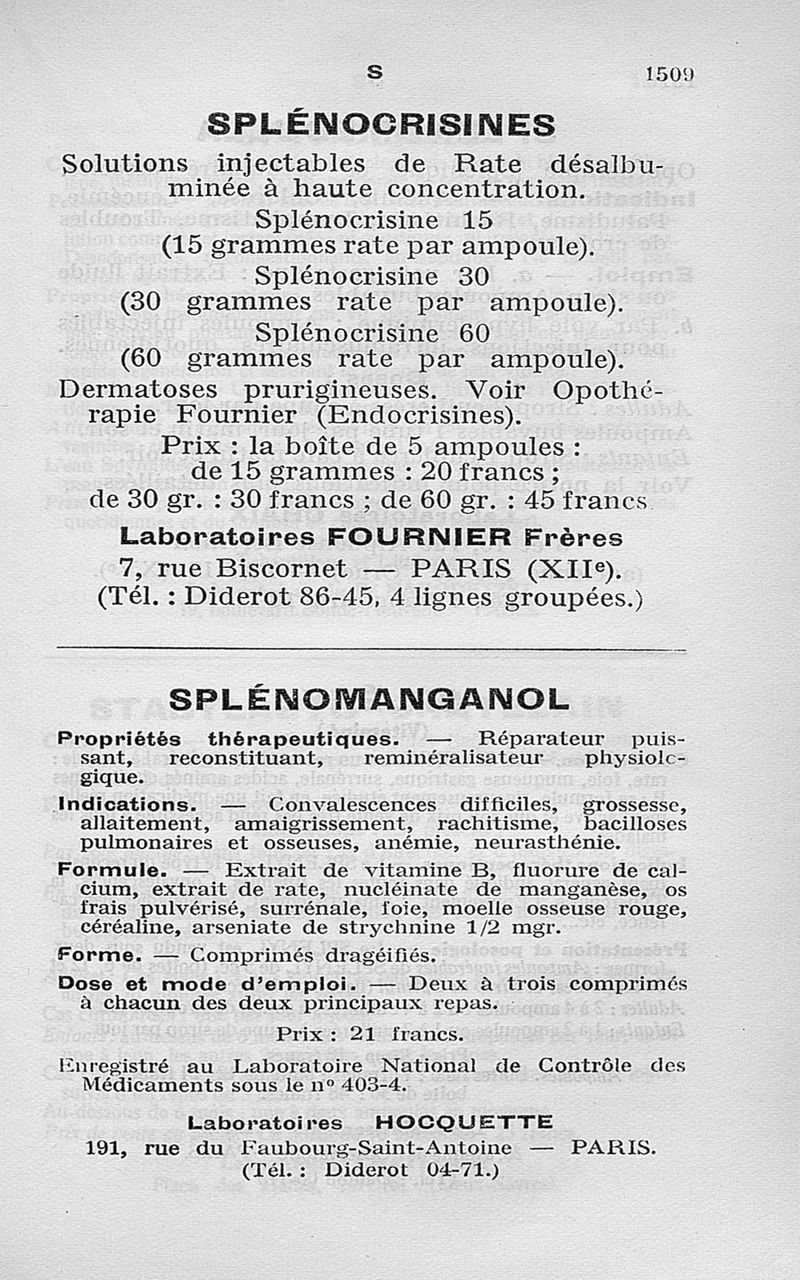 S 1509
SPLÉNOCRISINES
Solutions injectables de Rate désalbu-
minée à haute concentration.
Splénocrisine 15
(15 grammes rate par ampoule).
Splénocrisine 30
(30 grammes rate par ampoule).
Splénocrisine 60
(60 grammes rate par ampoule).
Dermatoses prurigineuses. Voir Opothé-
rapie Fournier (Endocrisines).
Prix : la boîte de 5 ampoules :
de 15 grammes : 20 francs ;
de 30 gr. : 30 francs ; de 60 gr. : 45 francs.
Laboratoires FOURNIER Frères
7, rue Biscornet — PARIS (XIIe).
(Tél. : Diderot 86-45, 4 lignes groupées.)
SPLÉNOMANGANOL
Propriétés thérapeutiques. — Réparateur puis-
sant, reconstituant, reminéralisateur physiolo-
gique.
Indications. — Convalescences difficiles, grossesse,
allaitement, amaigrissement, rachitisme, bacilloses
pulmonaires et osseuses, anémie, neurasthénie.
Formule. — Extrait de vitamine B, fluorure de cal-
cium, extrait de rate, nucléinate de manganèse, os
frais pulvérisé, surrénale, foie, moelle osseuse rouge,
céréaline, arseniate de strychnine 1/2 mgr.
Forme. — Comprimés dragéifiés.
Dose et mode d'emploi. — Deux à trois comprimés
à chacun des deux principaux repas.
Prix : 21 francs.
Enregistré au Laboratoire National de Contrôle des
Médicaments sous le no 403-4.
Laboratoires HOCQUETTE
191, rue du Faubourg-Saint-Antoine — PARIS.
(Tél. : Diderot 04-71.)